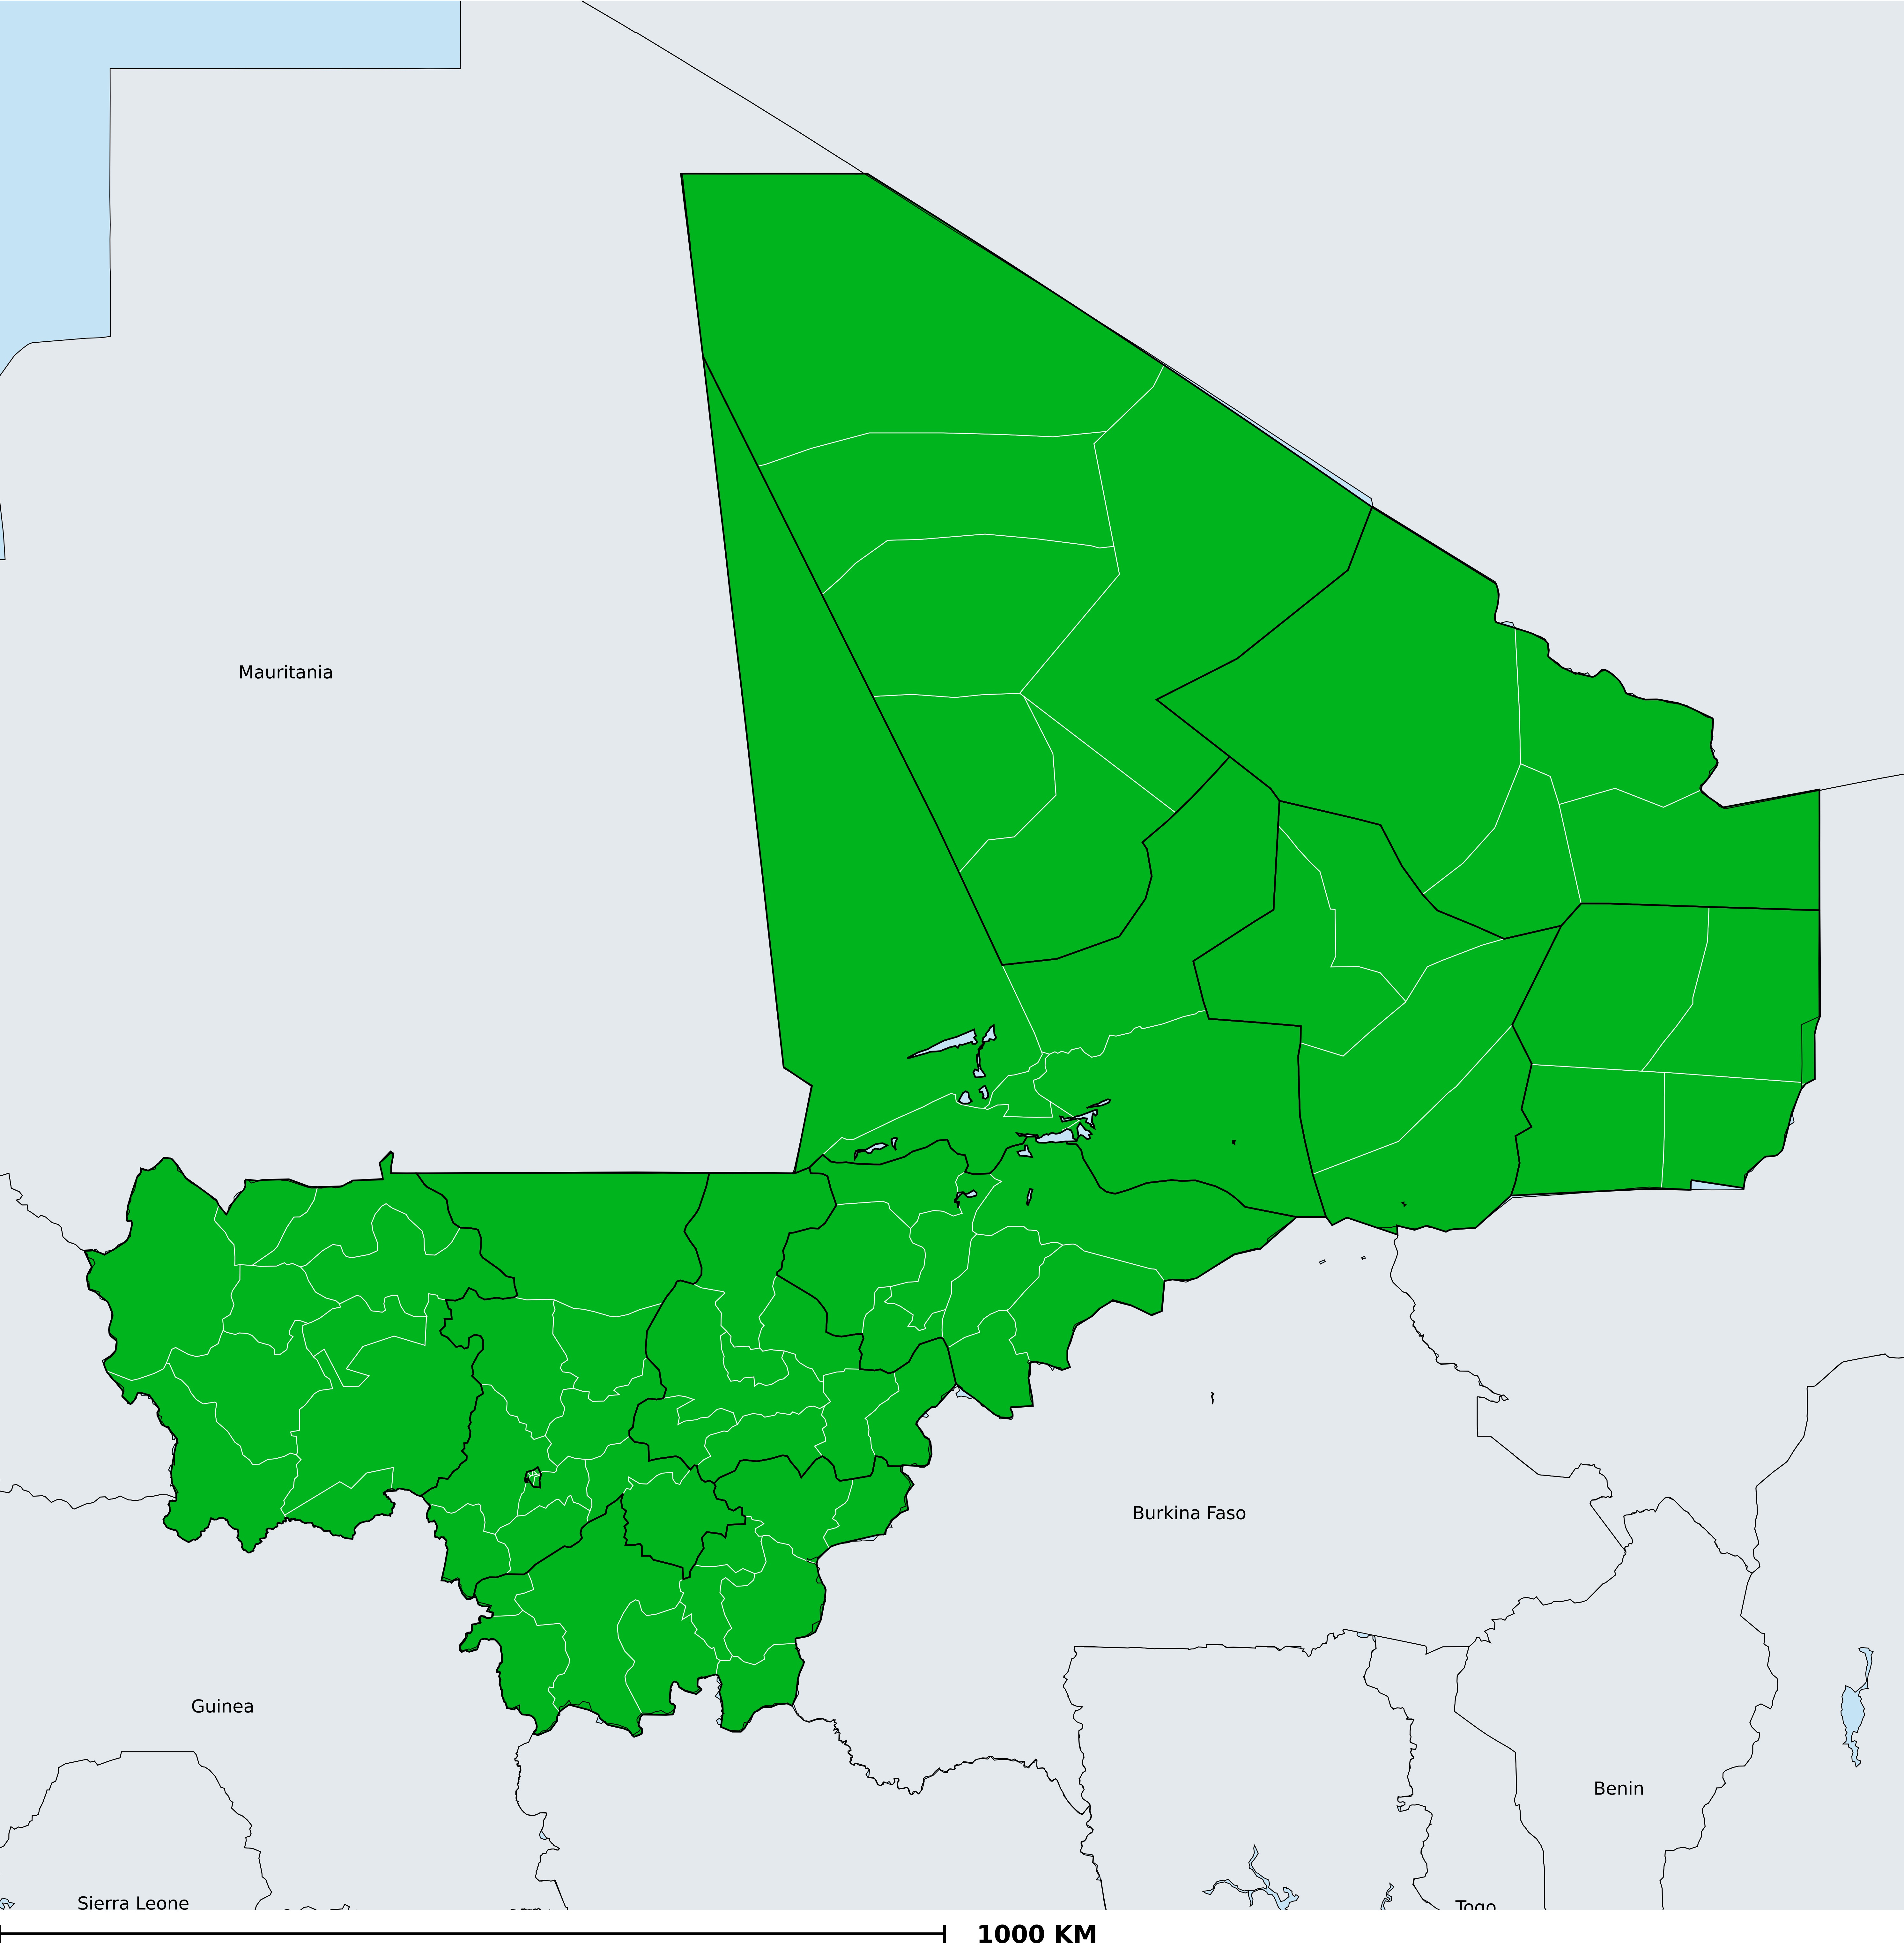 Mauritania
Burkina Faso
Guinea
Benin
Sierra Leone
Togo
1000 KM